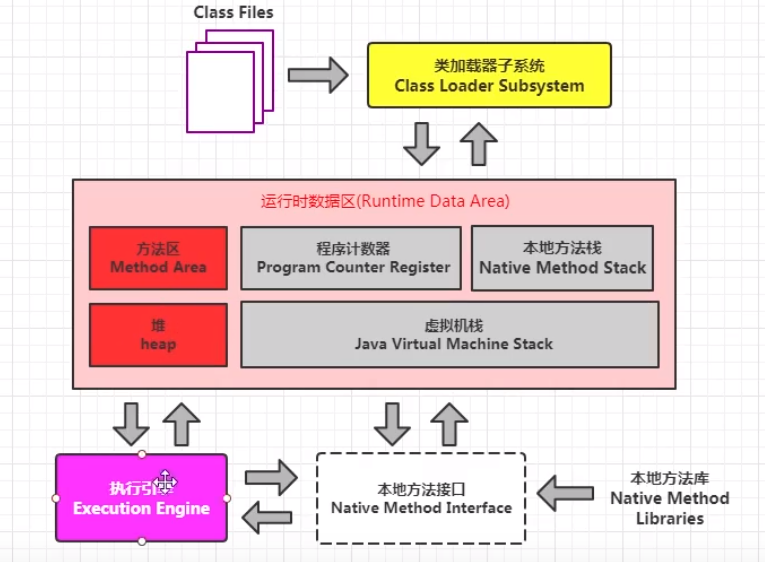 Class Files
类加载器子系统
Class Loader Subsystem
运行时数据区(Runtime Data Area)
方法区
Method Area
程序计数器
Program Counter Register
本地方法栈
Native Method Stack
堆
heap
虚拟机栈
Java Virtual Machine Stack
执行引
Execution Engine
本地方法接口
Native Method Interface
本地方法库
Native Method
Libraries